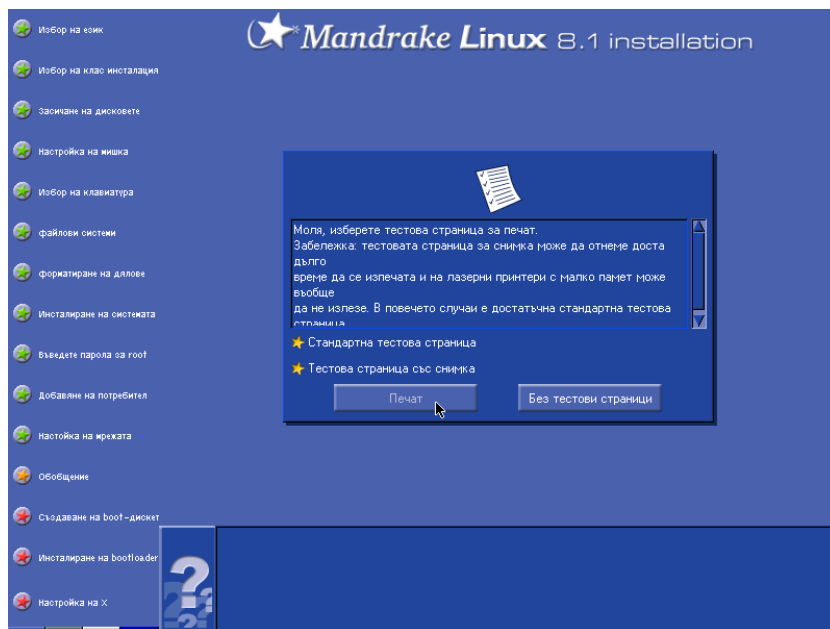 Mandrake Linux 8.1 installation
Избор на език
Избор на клас инсталация
Засичане на дисковете
Настройка на мишка
Избор на клавиатура
файлови системи
форматиране на дялове
Инсталиране на системата
Въведете парола за root
Добавяне на потребител
Настойка на мрежата
Обобщение
Създаване на boot-дискет
Инсталиране на bootloader
Настройка на X
Моля, изберете тестова страница за печат.
Забележка: тестовата страница за снимка може да отнеме доста
дълго
време да се изпечата и на лазерни принтери с малко памет може
въобще
да не излезе. В повечето случаи е достатъчна стандартна тестова
страница
Стандартна тестова страница
Тестова страница със снимка
Печат
Без тестови страници